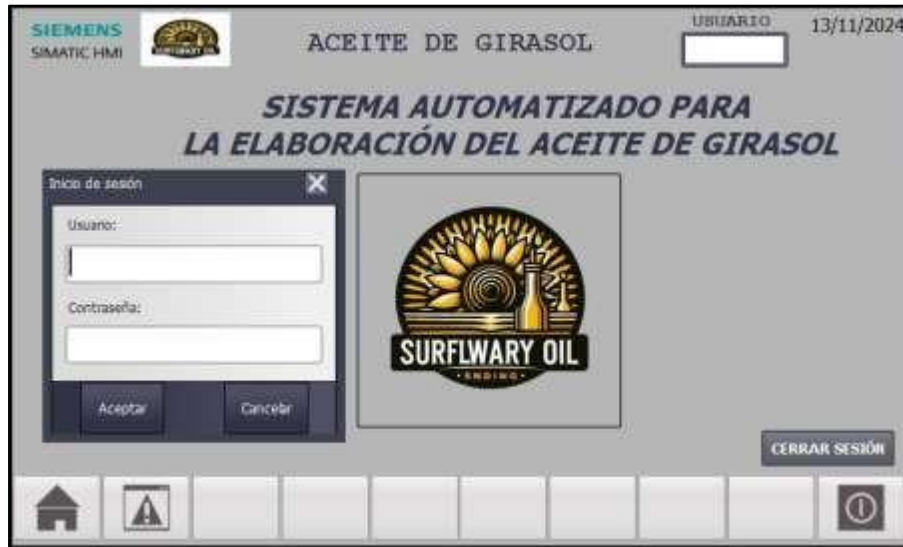 SIEMENS
SIMATIC HMI
ACEITE DE GIRASOL
USUARIO
13/11/2024
SISTEMA AUTOMATIZADO PARA
LA ELABORACIÓN DEL ACEITE DE GIRASOL
Inicio de sesión
Usuario:
Contraseña:
Aceptar
Cancelar
SURFLWARY OIL
CERRAR SESIÓN